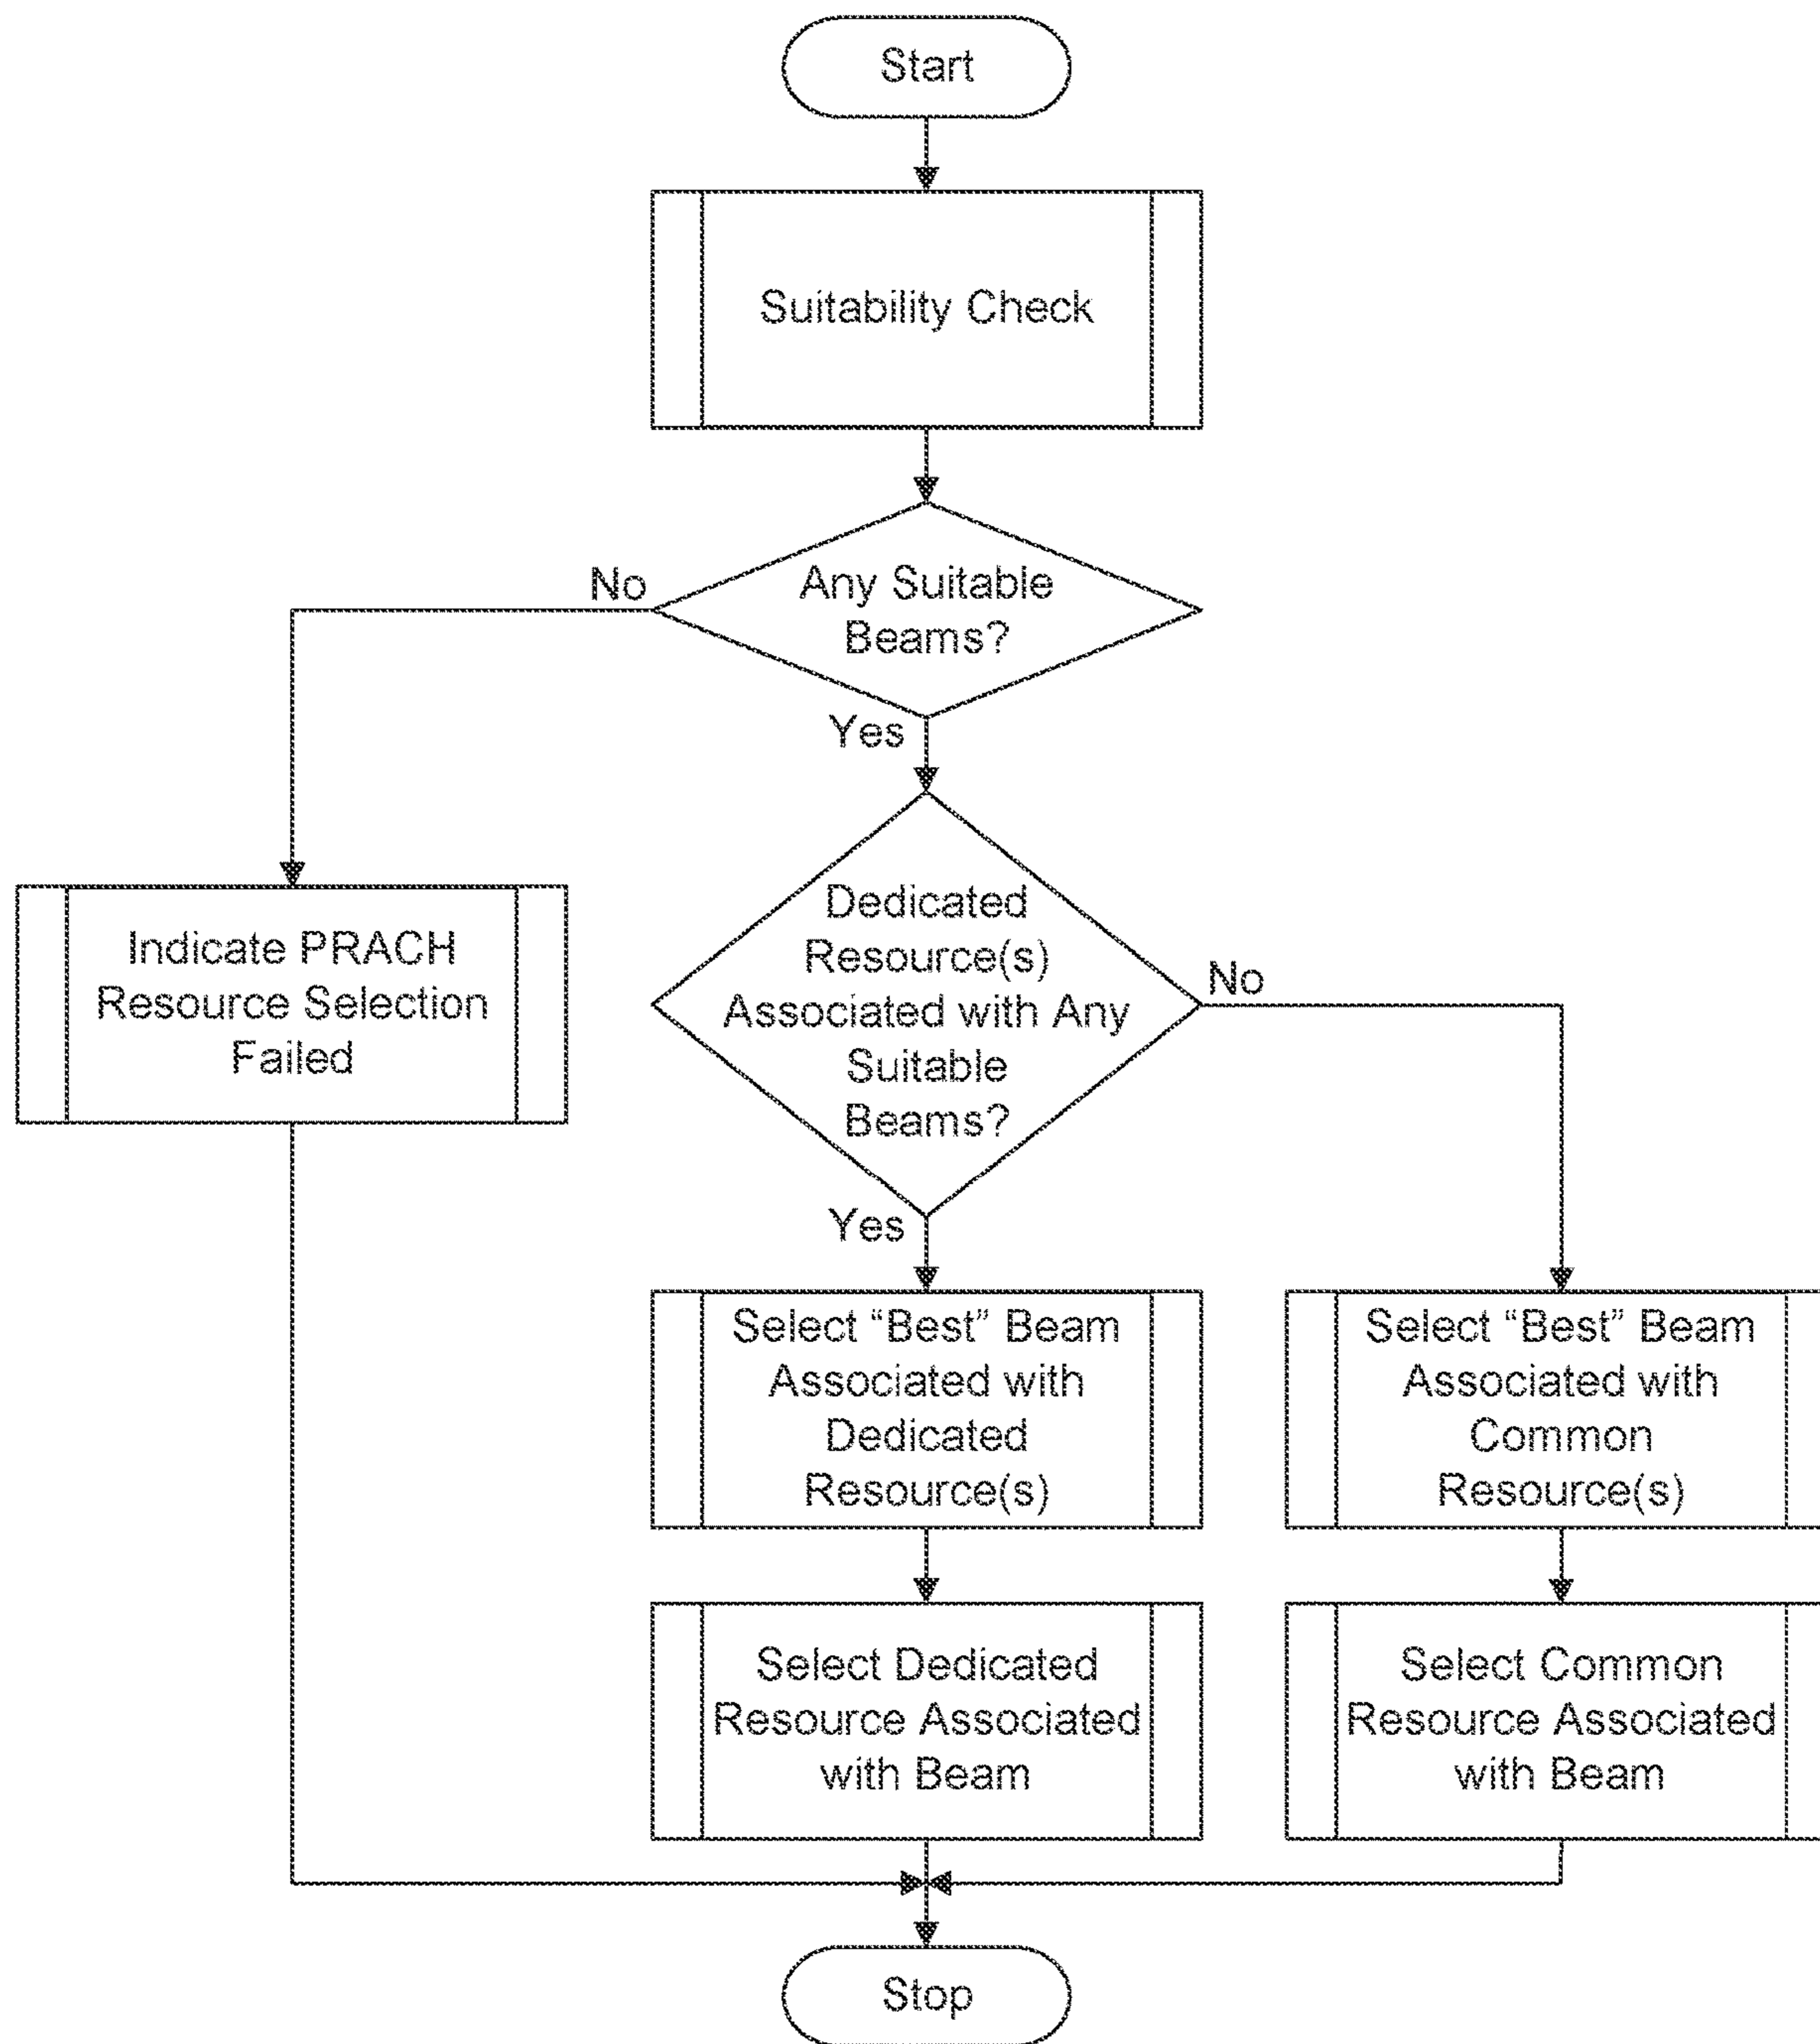 Start
Suitability Check
Any Suitable
Beams?
No
Yes
Dedicated
Resource(s)
Associated with Any
Suitable
Beams?
No
Yes
Indicate PRACH
Resource Selection
Failed
Select “Best” Beam
Associated with
Dedicated
Resource(s)
Select “Best” Beam
Associated with
Common
Resource(s)
Select Dedicated
Resource Associated
with Beam
Select Common
Resource Associated
with Beam
Stop